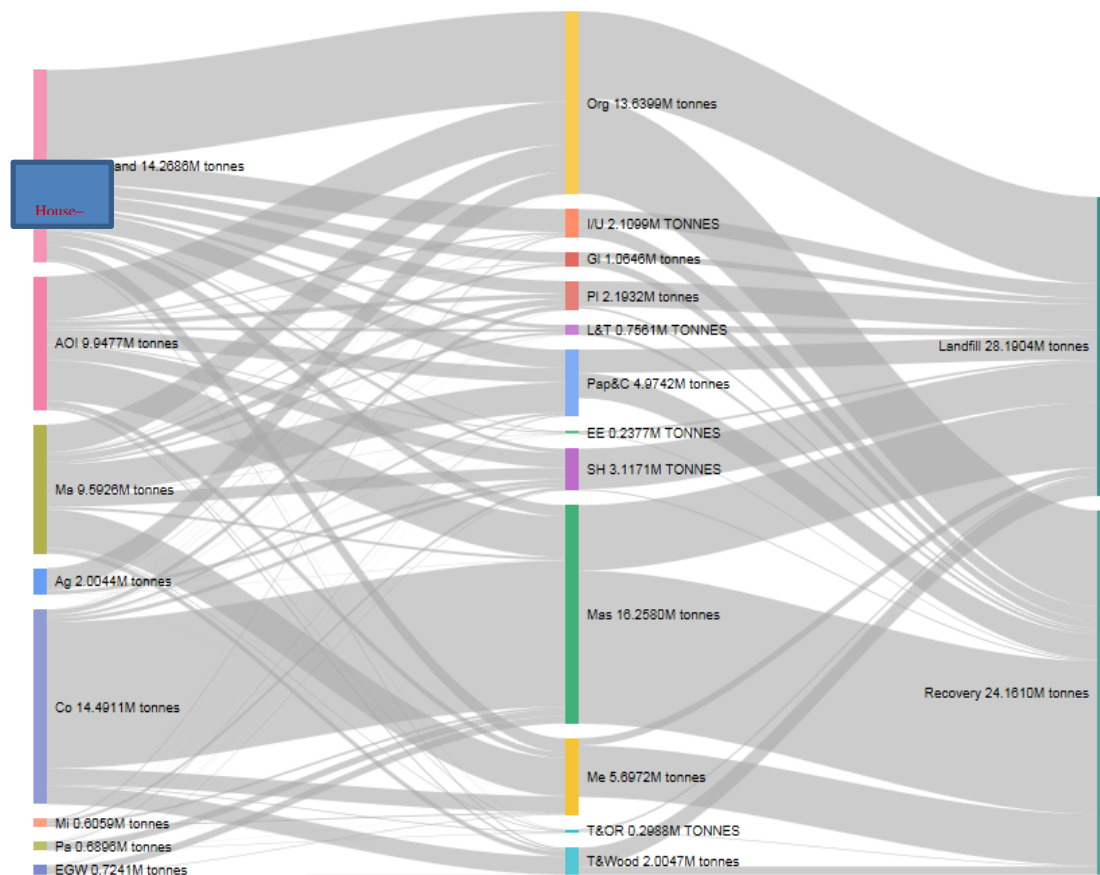 and 14.2686M tonnes
House–
AOI 9.9477M tonnes
Ma 9.5926M tonnes
Ag 2.0044M tonnes
Co 14.4911M tonnes
Mi 0.6059M tonnes
Pa 0.6896M tonnes
EGW 0.7241M tonnes
Org 13.6399M tonnes
I/U 2.1099M TONNES
Gl 1.0646M tonnes
Pl 2.1932M tonnes
L&T 0.7561M TONNES
Pap&C 4.9742M tonnes
EE 0.2377M TONNES
SH 3.1171M TONNES
Mas 16.2580M tonnes
Me 5.6972M tonnes
T&OR 0.2988M TONNES
T&Wood 2.0047M tonnes
Landfill 28.1904M tonnes
Recovery 24.1610M tonnes